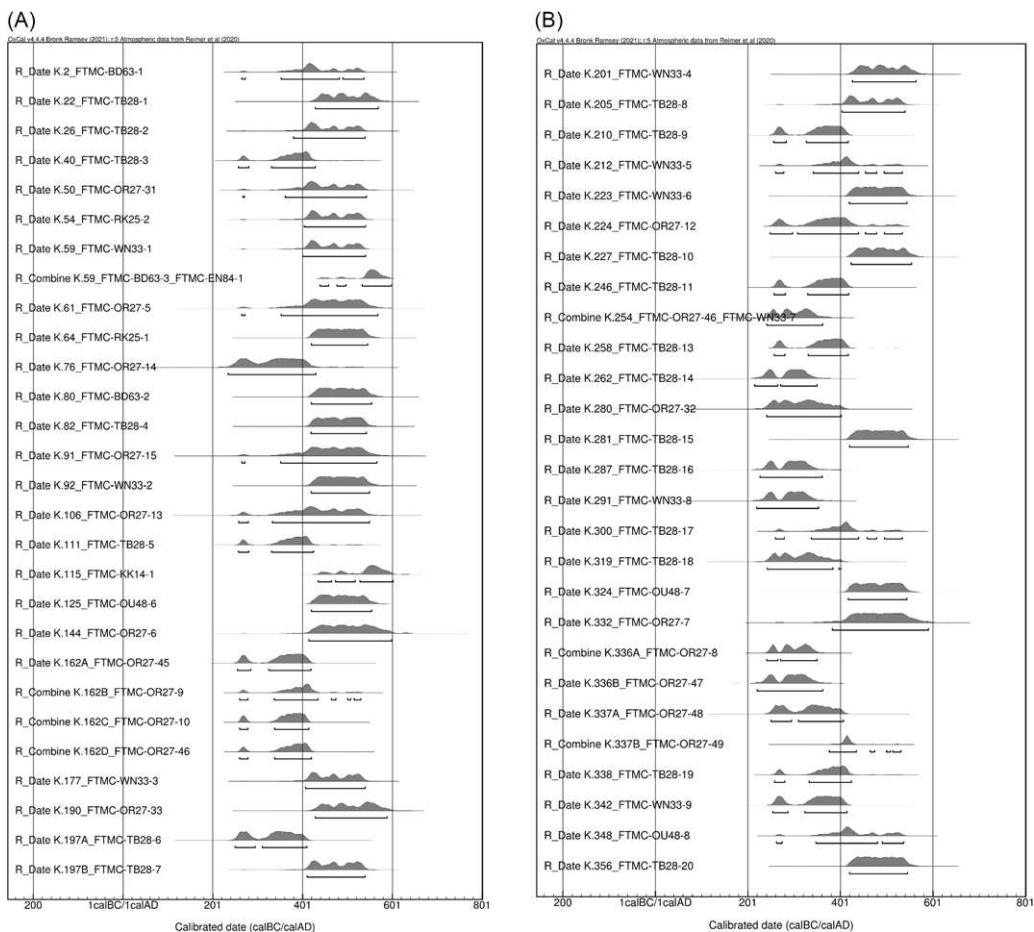 (A)
OxCal v4.4.4 Bronk Ramsey (2021); r:5 Atmospheric data from Reimer et al (2020)
R_Date K.2_FTMC-BD63-1
R_Date K.22_FTMC-TB28-1
R_Date K.26_FTMC-TB28-2
R_Date K.40_FTMC-TB28-3
R_Date K.50_FTMC-OR27-31
R_Date K.54_FTMC-RK25-2
R_Date K.59_FTMC-WN33-1
R_Combine K.59_FTMC-BD63-3_FTMC-EN84-1
R_Date K.61_FTMC-OR27-5
R_Date K.64_FTMC-RK25-1
R_Date K.76_FTMC-OR27-14
R_Date K.80_FTMC-BD63-2
R_Date K.82_FTMC-TB28-4
R_Date K.91_FTMC-OR27-15
R_Date K.92_FTMC-WN33-2
R_Date K.106_FTMC-OR27-13
R_Date K.111_FTMC-TB28-5
R_Date K.115_FTMC-KK14-1
R_Date K.125_FTMC-OU48-6
R_Date K.144_FTMC-OR27-6
R_Date K.162A_FTMC-OR27-45
R_Combine K.162B_FTMC-OR27-9
R_Combine K.162C_FTMC-OR27-10
R_Combine K.162D_FTMC-OR27-46
R_Date K.177_FTMC-WN33-3
R_Date K.190_FTMC-OR27-33
R_Date K.197A_FTMC-TB28-6
R_Date K.197B_FTMC-TB28-7
200 1calBC/1calAD 201 401 601 801
Calibrated date (calBC/calAD)
(B)
OxCal v4.4.4 Bronk Ramsey (2021); r:5 Atmospheric data from Reimer et al (2020)
R_Date K.201_FTMC-WN33-4
R_Date K.205_FTMC-TB28-8
R_Date K.210_FTMC-TB28-9
R_Date K.212_FTMC-WN33-5
R_Date K.223_FTMC-WN33-6
R_Date K.224_FTMC-OR27-12
R_Date K.227_FTMC-TB28-10
R_Date K.246_FTMC-TB28-11
R_Combine K.254_FTMC-OR27-46_FTMC-WN33-7
R_Date K.258_FTMC-TB28-13
R_Date K.262_FTMC-TB28-14
R_Date K.280_FTMC-OR27-32
R_Date K.281_FTMC-TB28-15
R_Date K.287_FTMC-TB28-16
R_Date K.291_FTMC-WN33-8
R_Date K.300_FTMC-TB28-17
R_Date K.319_FTMC-TB28-18
R_Date K.324_FTMC-OU48-7
R_Date K.332_FTMC-OR27-7
R_Combine K.336A_FTMC-OR27-8
R_Date K.336B_FTMC-OR27-47
R_Date K.337A_FTMC-OR27-48
R_Combine K.337B_FTMC-OR27-49
R_Date K.338_FTMC-TB28-19
R_Date K.342_FTMC-WN33-9
R_Date K.348_FTMC-OU48-8
R_Date K.356_FTMC-TB28-20
200 1calBC/1calAD 201 401 601 801
Calibrated date (calBC/calAD)